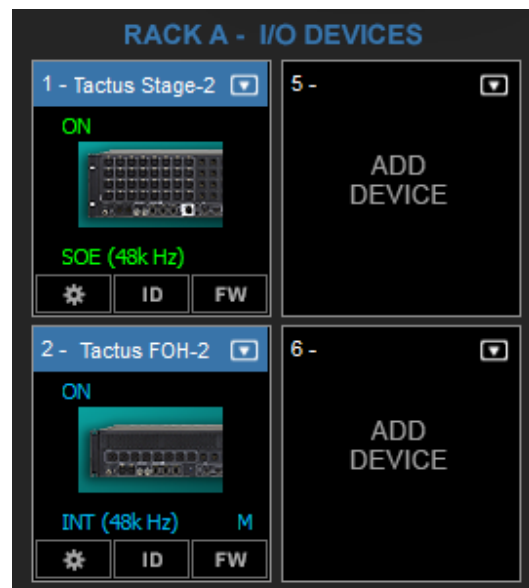 RACK A - I/O DEVICES
1 - Tactus Stage-2
ON
SOE (48k Hz)
ID
FW
5 -
ADD
DEVICE
2 - Tactus FOH-2
ON
INT (48k Hz) M
ID
FW
6 -
ADD
DEVICE